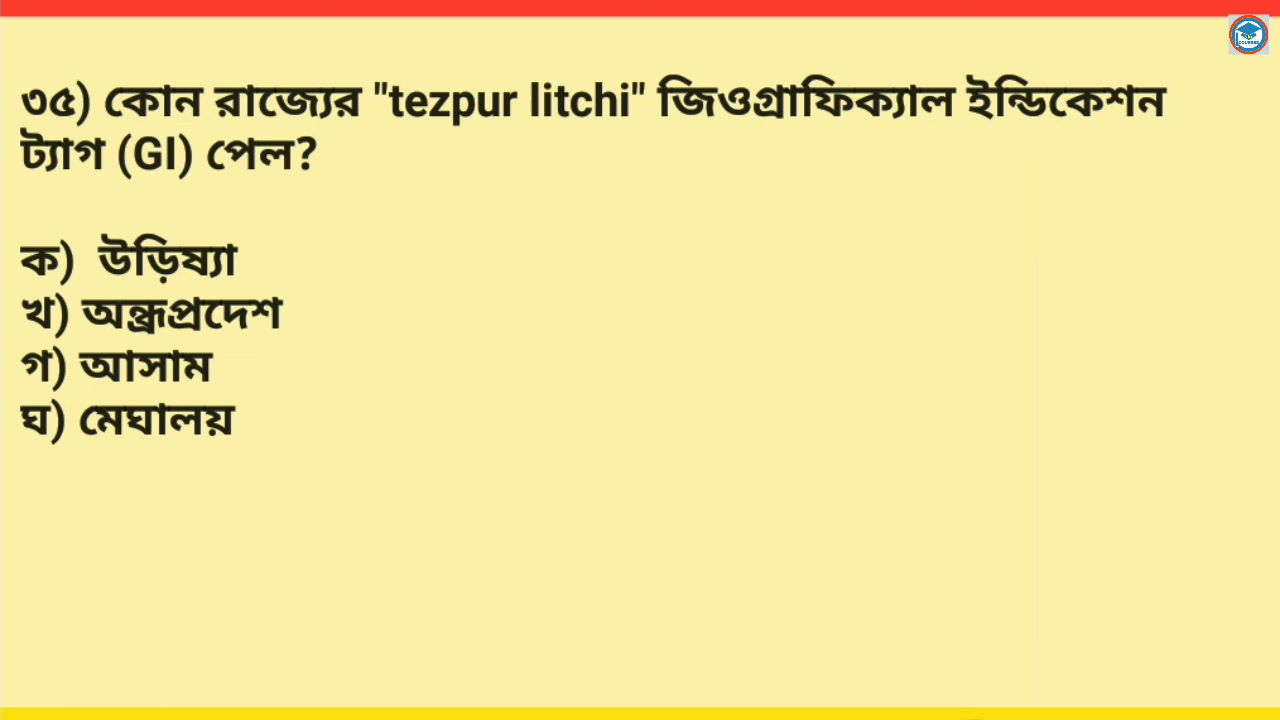 ৩৫) কোন রাজ্যের "tezpur litchi" জিওগ্রাফিক্যাল ইন্ডিকেশন
ট্যাগ (GI) পেল?
ক) উড়িষ্যা
খ) অন্ধ্রপ্রদেশ
গ) আসাম
ঘ) মেঘালয়